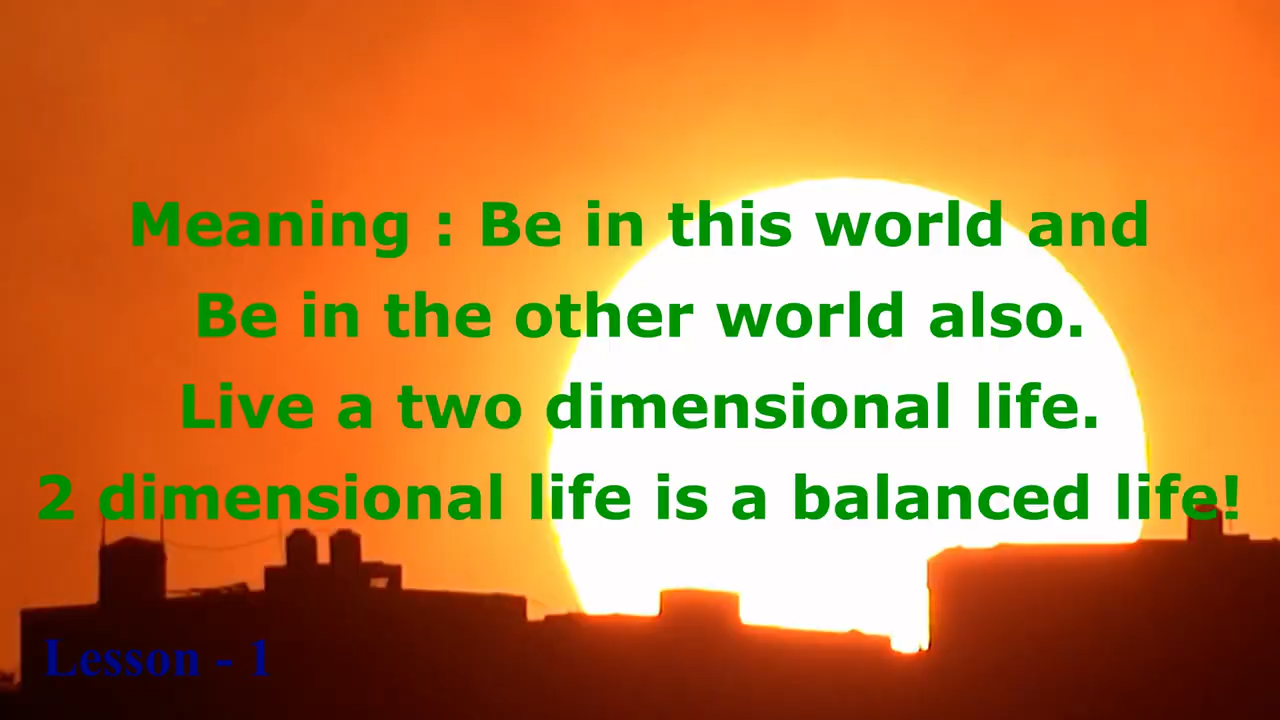 Meaning : Be in this world and
Be in the other world also.
Live a two dimensional life.
2 dimensional life is a balanced life!
Lesson - 1